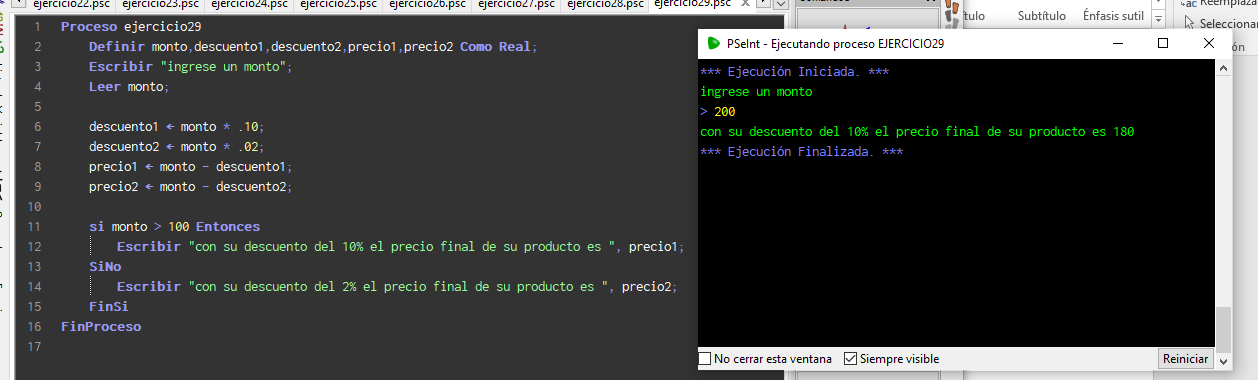 ejercicio22.psc ejercicio23.psc ejercicio24.psc ejercicio25.psc ejercicio26.psc ejercicio27.psc ejercicio28.psc ejercicio29.psc
1 Proceso ejercicio29
2 Definir monto,descuento1,descuento2,precio1,precio2 Como Real;
3 Escribir "ingrese un monto";
4 Leer monto;
5
6 descuento1 ← monto * .10;
7 descuento2 ← monto * .02;
8 precio1 ← monto - descuento1;
9 precio2 ← monto - descuento2;
10
11 si monto > 100 Entonces
12 Escribir "con su descuento del 10% el precio final de su producto es ", precio1;
13 SiNo
14 Escribir "con su descuento del 2% el precio final de su producto es ", precio2;
15 FinSi
16 FinProceso
17
Subtítulo Énfasis sutil
Reemplaza
Seleccionar
PSeInt - Ejecutando proceso EJERCICIO29
*** Ejecución Iniciada. ***
ingrese un monto
> 200
con su descuento del 10% el precio final de su producto es 180
*** Ejecución Finalizada. ***
No cerrar esta ventana Siempre visible Reiniciar